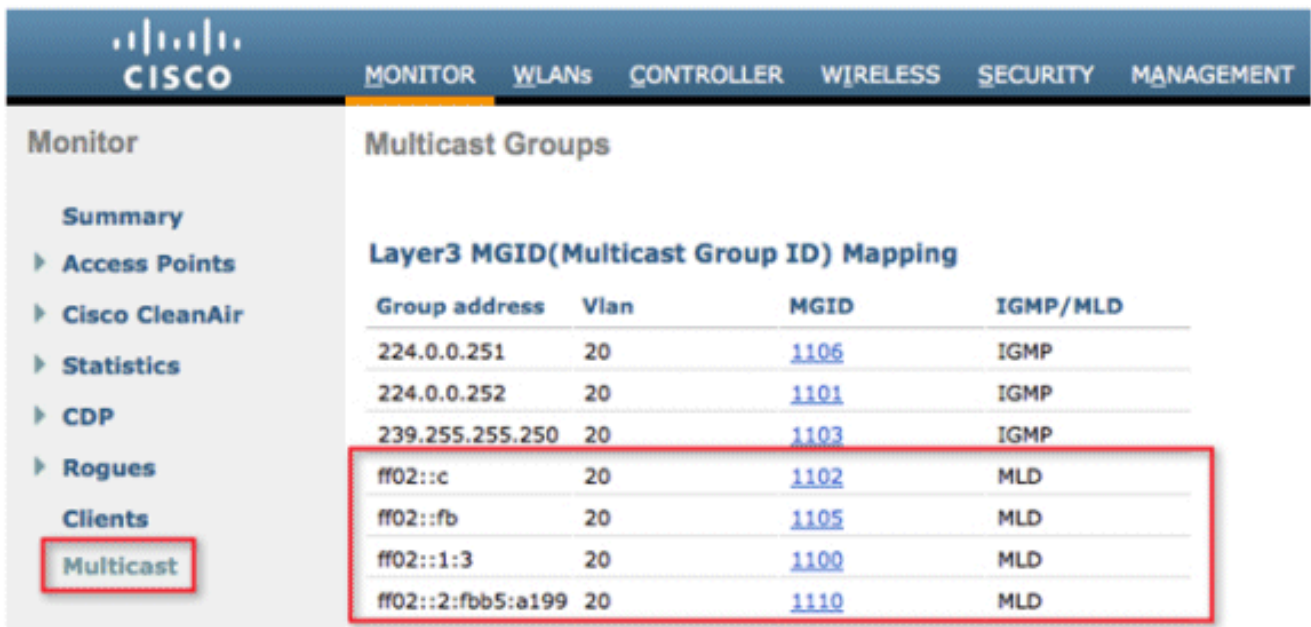 CISCO
MONITOR WLANs CONTROLLER WIRELESS SECURITY MANAGEMENT
Monitor
Summary
Access Points
Cisco CleanAir
Statistics
CDP
Rogues
Clients
Multicast
Multicast Groups
Layer3 MGID(Multicast Group ID) Mapping
Group address Vlan MGID IGMP/MLD
224.0.0.251 20 1106 IGMP
224.0.0.252 20 1101 IGMP
239.255.255.250 20 1103 IGMP
ff02::c 20 1102 MLD
ff02::fb 20 1105 MLD
ff02::1:3 20 1100 MLD
ff02::2:fbb5:a199 20 1110 MLD